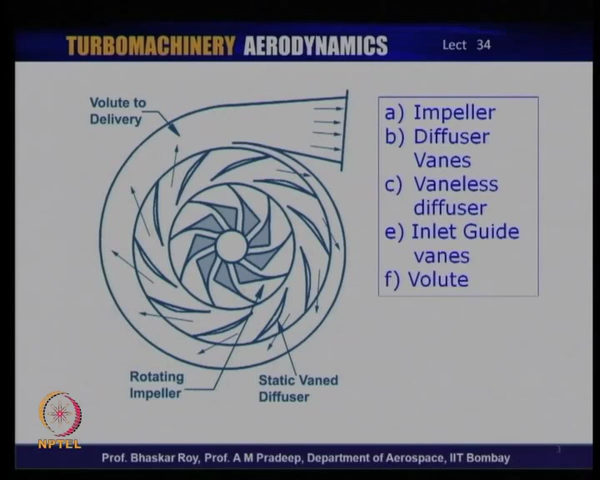 TURBOMACHINERY AERODYNAMICS
Lect 34
Volute to
Delivery
a) Impeller
b) Diffuser
Vanes
c) Vaneless
diffuser
e) Inlet Guide
vanes
f) Volute
Rotating
Impeller
Static Vaned
Diffuser
NPTEL
Prof. Bhaskar Roy, Prof. A M Pradeep, Department of Aerospace, IIT Bombay
3